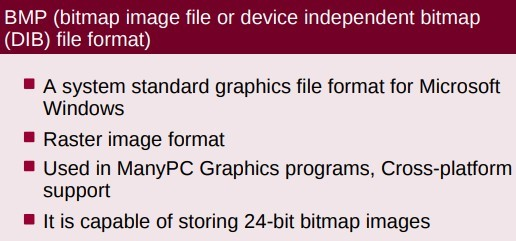 BMP (bitmap image file or device independent bitmap
(DIB) file format)
A system standard graphics file format for Microsoft
Windows
Raster image format
Used in ManyPC Graphics programs, Cross-platform
support
It is capable of storing 24-bit bitmap images